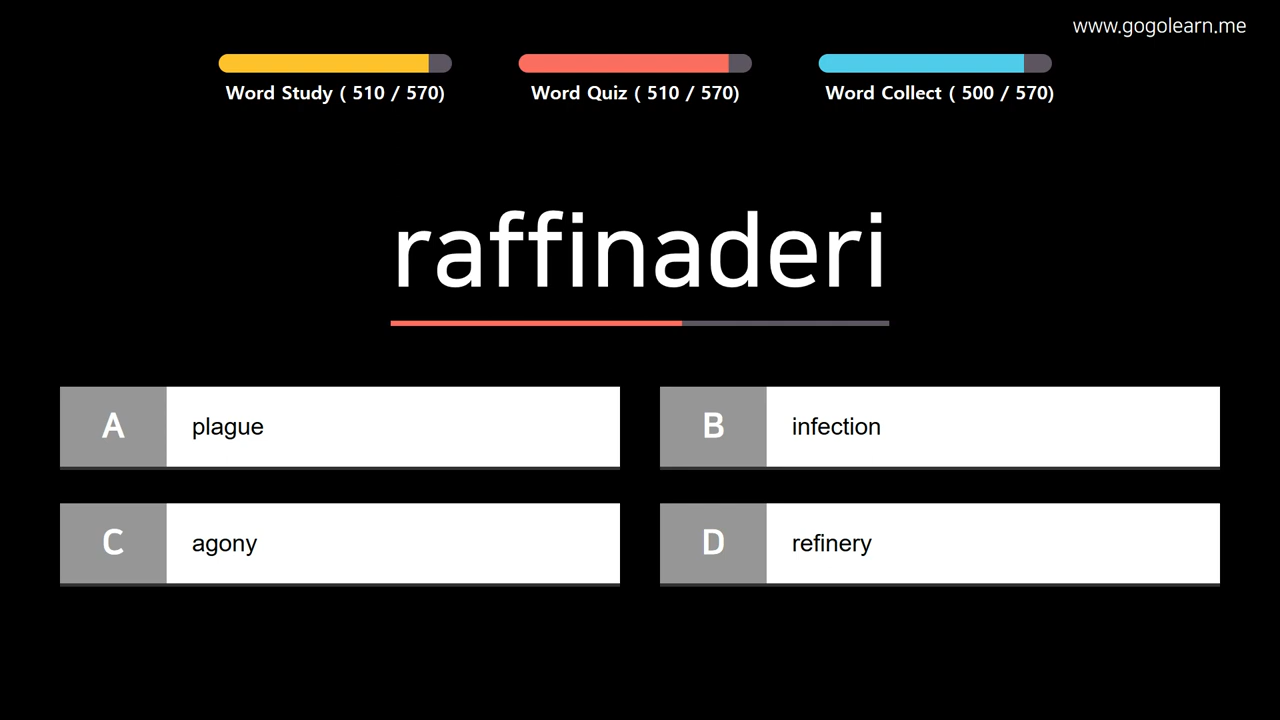 www.gogolearn.me
Word Study ( 510 / 570)
Word Quiz ( 510 / 570)
Word Collect ( 500 / 570)
raffinaderi
A plague
B infection
C agony
D refinery